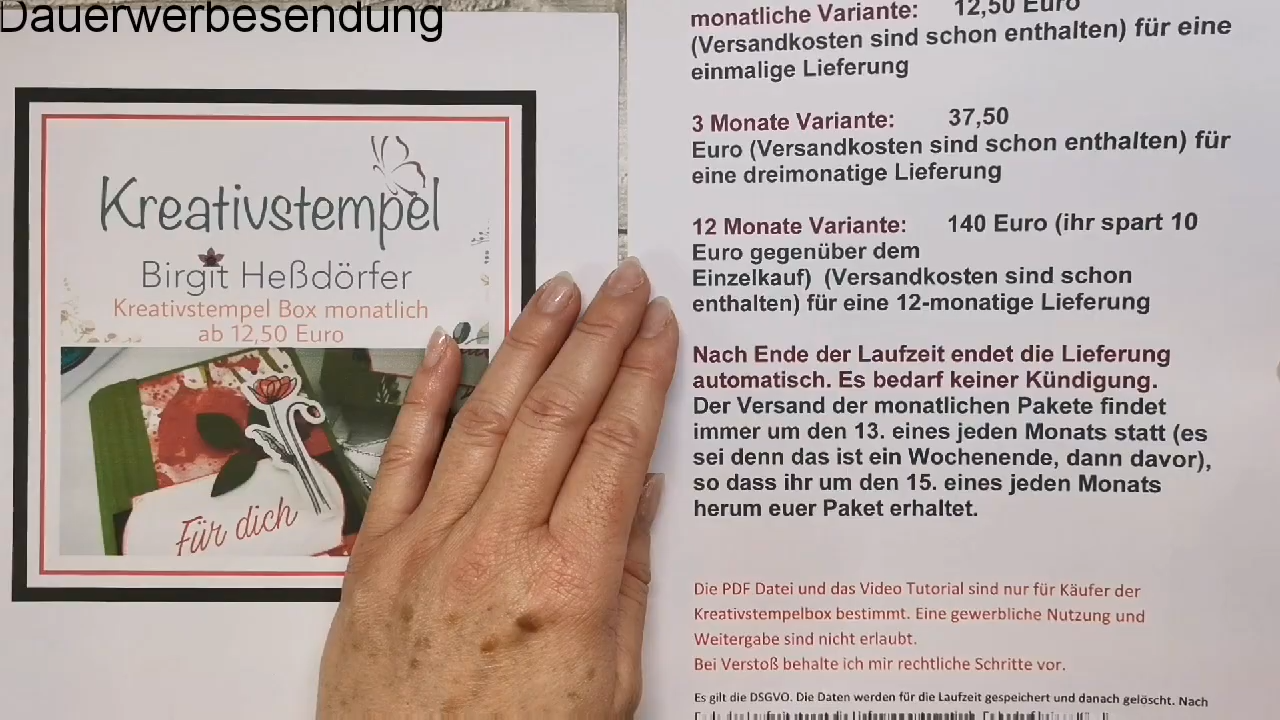 Dauerwerbesendung
Kreativstempel
Birgit Heßdörfer
Kreativstempel Box monatlich
ab 12,50 Euro
Für dich
monatliche Variante: 12,50 Euro
(Versandkosten sind schon enthalten) für eine
einmalige Lieferung
3 Monate Variante: 37,50
Euro (Versandkosten sind schon enthalten) für
eine dreimonatige Lieferung
12 Monate Variante: 140 Euro (ihr spart 10
Euro gegenüber dem
Einzelkauf) (Versandkosten sind schon
enthalten) für eine 12-monatige Lieferung
Nach Ende der Laufzeit endet die Lieferung
automatisch. Es bedarf keiner Kündigung.
Der Versand der monatlichen Pakete findet
immer um den 13. eines jeden Monats statt (es
sei denn das ist ein Wochenende, dann davor),
so dass ihr um den 15. eines jeden Monats
herum euer Paket erhaltet.
Die PDF Datei und das Video Tutorial sind nur für Käufer der
Kreativstempelbox bestimmt. Eine gewerbliche Nutzung und
Weitergabe sind nicht erlaubt.
Bei Verstoß behalte ich mir rechtliche Schritte vor.
Es gilt die DSGVO. Die Daten werden für die Laufzeit gespeichert und danach gelöscht. Nach